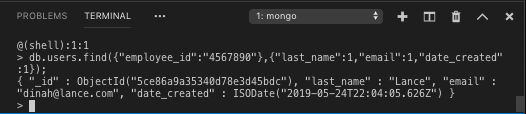 PROBLEMS TERMINAL ... 1: mongo
@(shell):1:1
> db.users.find({"employee_id":"4567890"},{"last_name":1,"email":1,"date_created"
:1});
{ "_id" : ObjectId("5ce86a9a35340d78e3d45bdc"), "last_name" : "Lance", "email" :
"dinah@lance.com", "date_created" : ISODate("2019-05-24T22:04:05.626Z") }
>